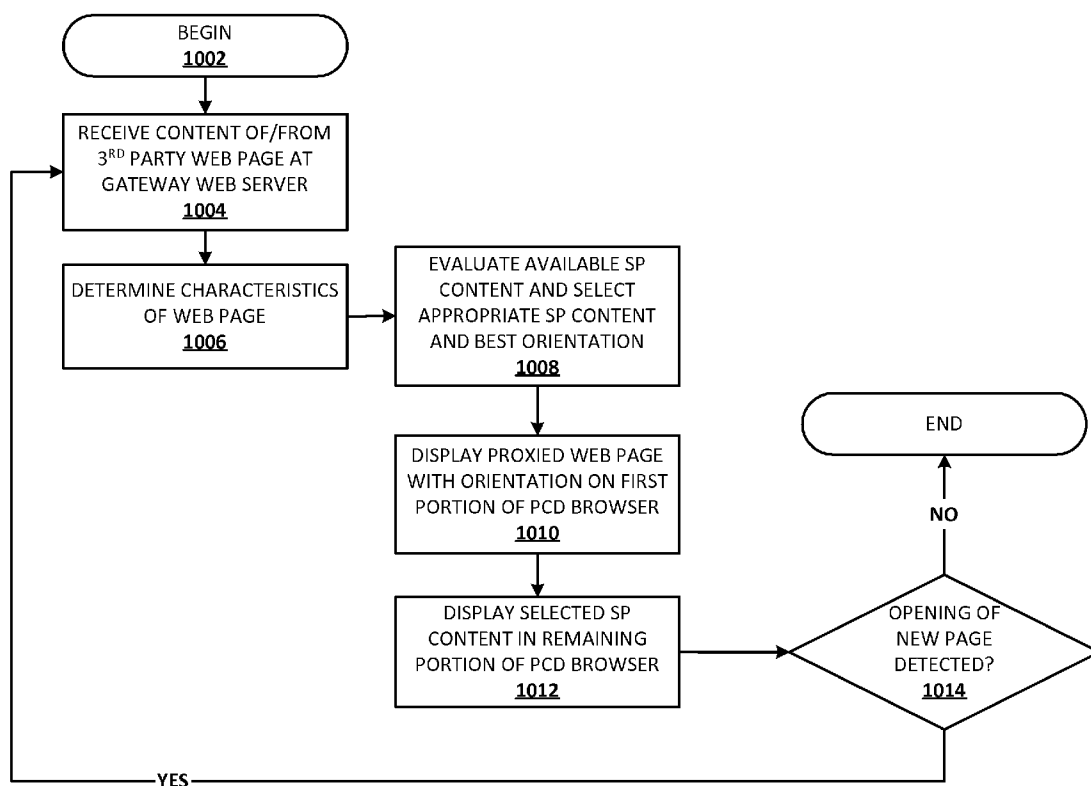 BEGIN
1002
RECEIVE CONTENT OF/FROM
3RD PARTY WEB PAGE AT
GATEWAY WEB SERVER
1004
DETERMINE CHARACTERISTICS
OF WEB PAGE
1006
EVALUATE AVAILABLE SP
CONTENT AND SELECT
APPROPRIATE SP CONTENT
AND BEST ORIENTATION
1008
DISPLAY PROXIED WEB PAGE
WITH ORIENTATION ON FIRST
PORTION OF PCD BROWSER
1010
DISPLAY SELECTED SP
CONTENT IN REMAINING
PORTION OF PCD BROWSER
1012
END
NO
OPENING OF
NEW PAGE
DETECTED?
1014
YES